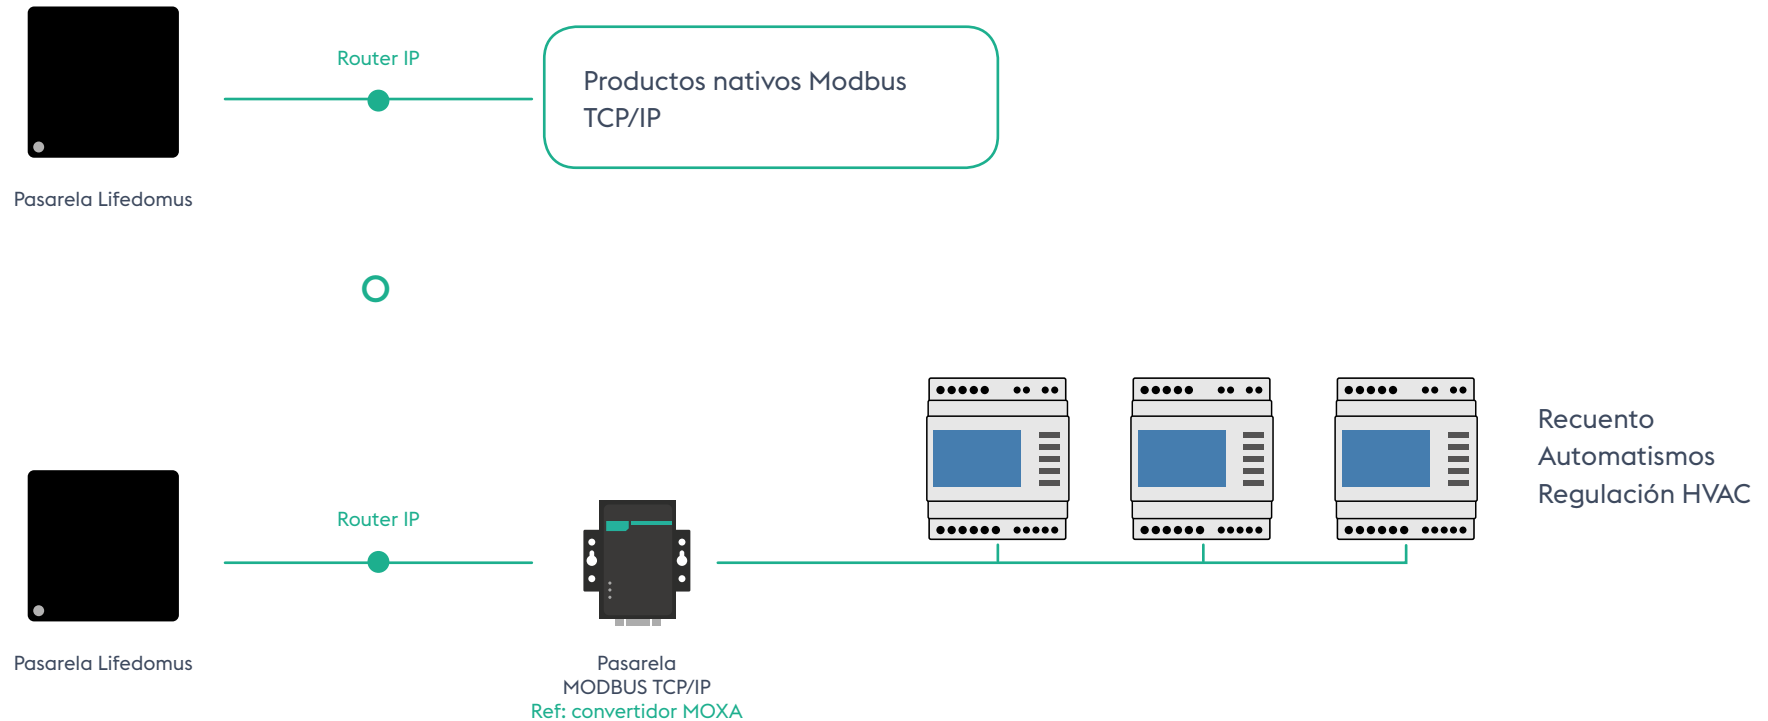 Router IP
Productos nativos Modbus
TCP/IP
Pasarela Lifedomus
Recuento
Automatismos
Regulación HVAC
Router IP
Pasarela Lifedomus
Pasarela
MODBUS TCP/IP
Ref: convertidor MOXA